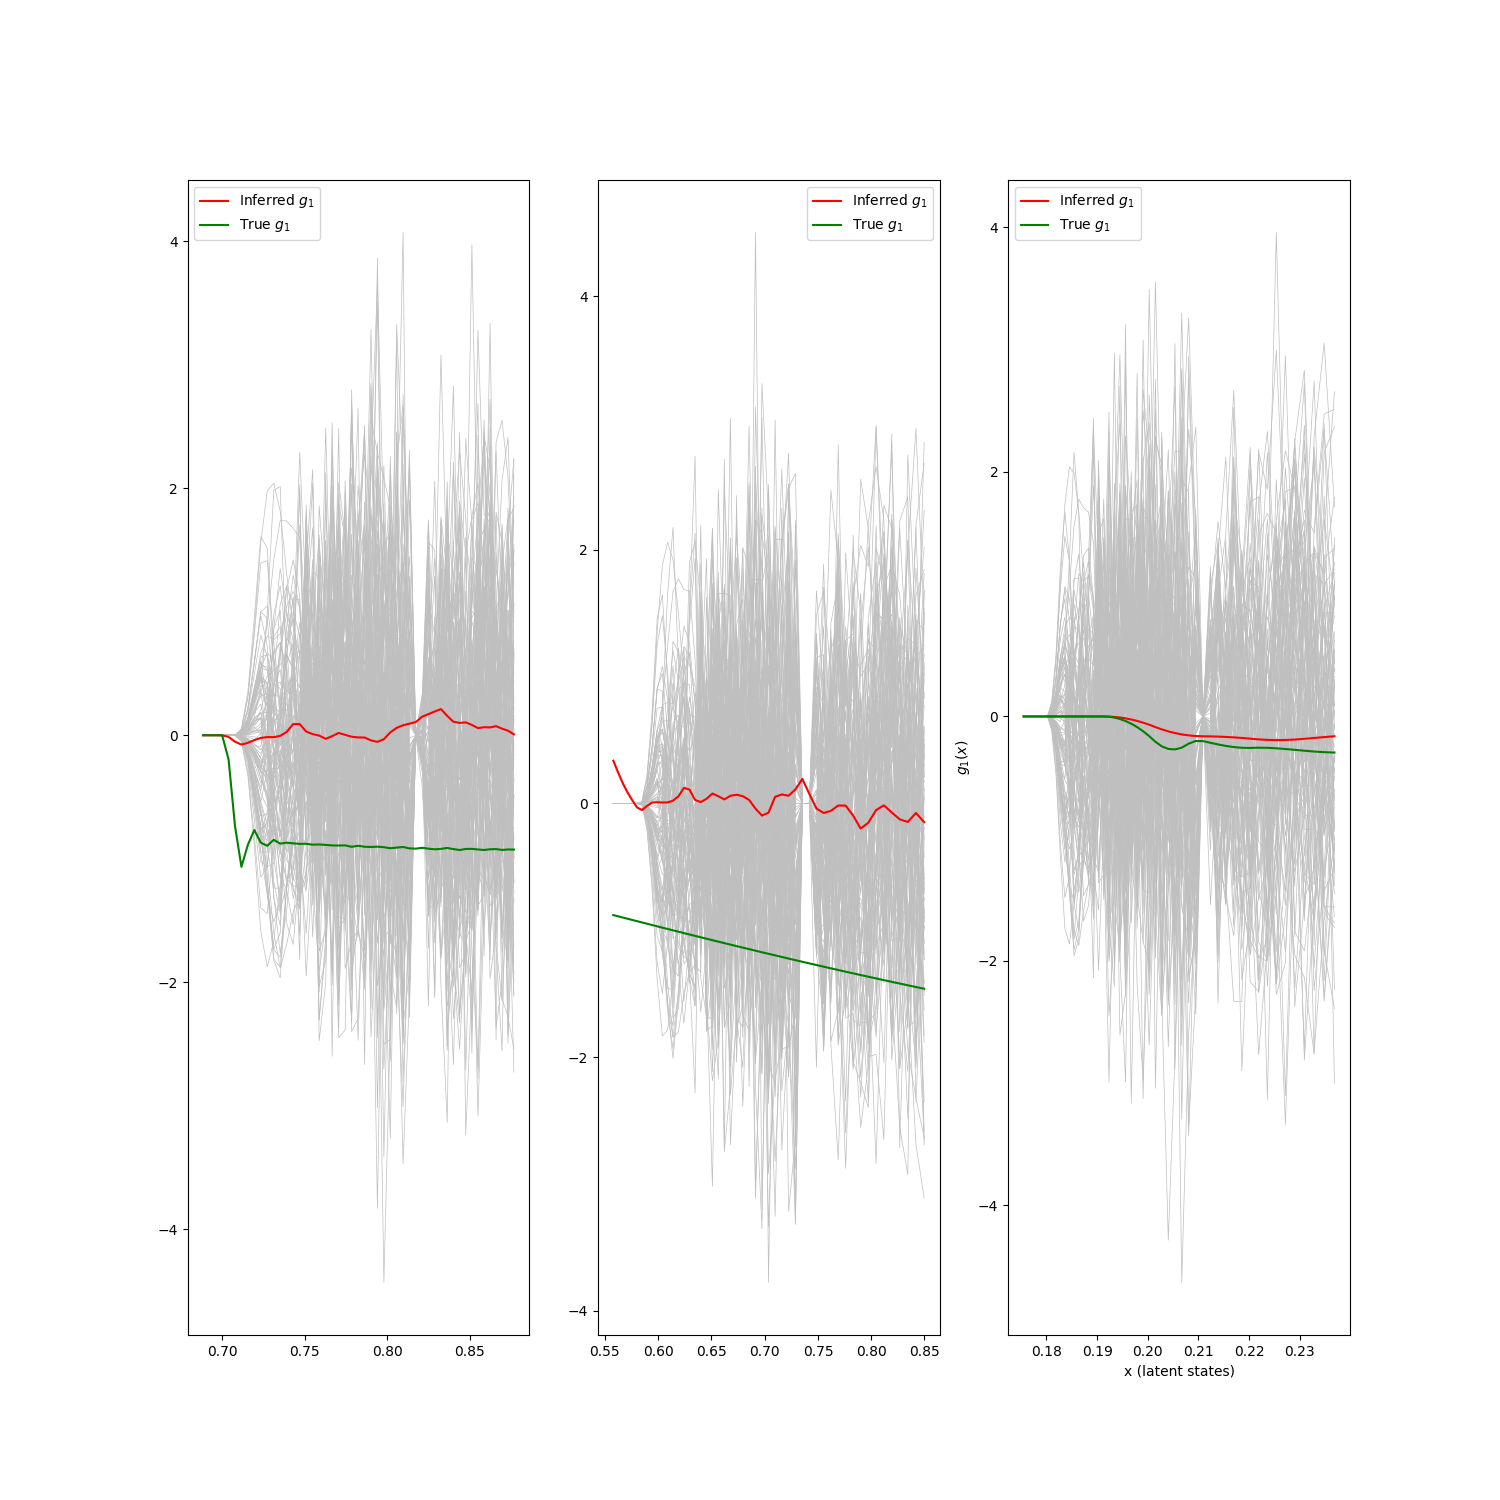 Inferred g₁
True g₁
4
2
0
−2
−4
0.70 0.75 0.80 0.85
Inferred g₁
True g₁
4
2
0
−2
−4
0.55 0.60 0.65 0.70 0.75 0.80 0.85
Inferred g₁
True g₁
4
2
0
−2
−4
g₁(x)
0.18 0.19 0.20 0.21 0.22 0.23
x (latent states)